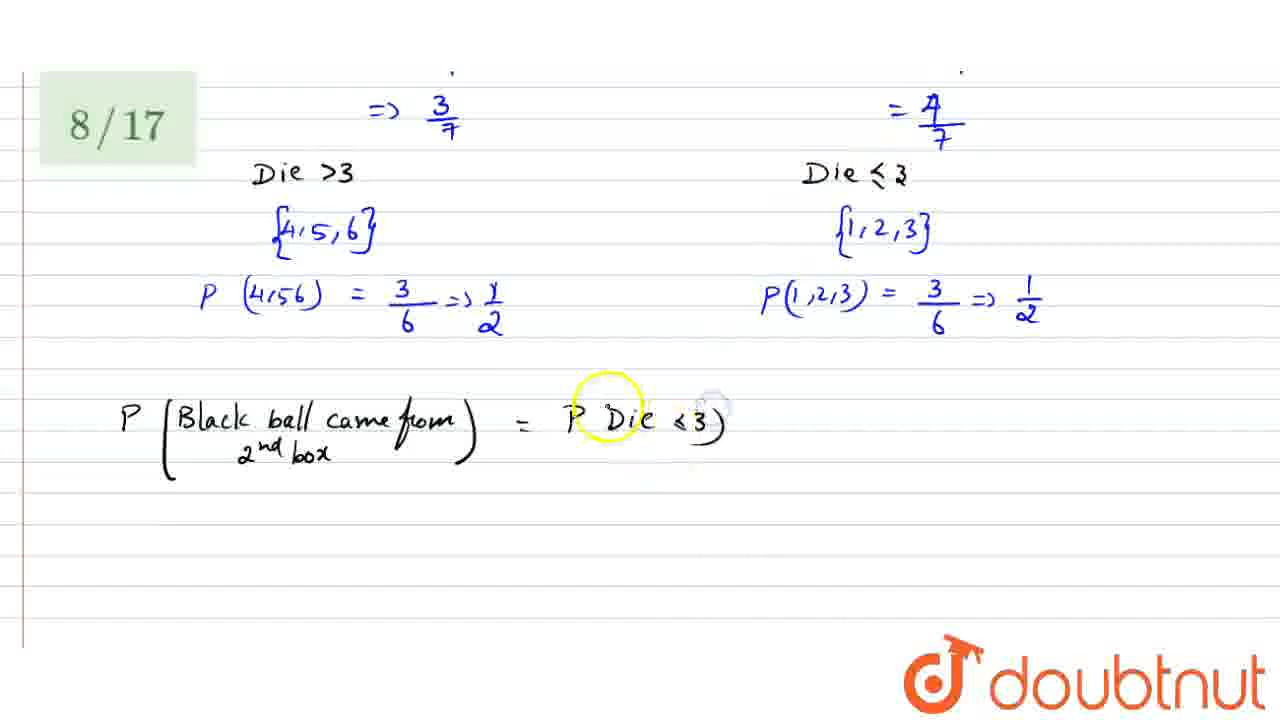 8/17
=> 3/7
= 4/7
Die >3
Die ≤ 3
{4,5,6}
{1,2,3}
P (4,5 6) = 3/6 => 1/2
P(1,2,3) = 3/6 => 1/2
P (Black ball came from 2nd box) = P Die ≤ 3)
doubtnut